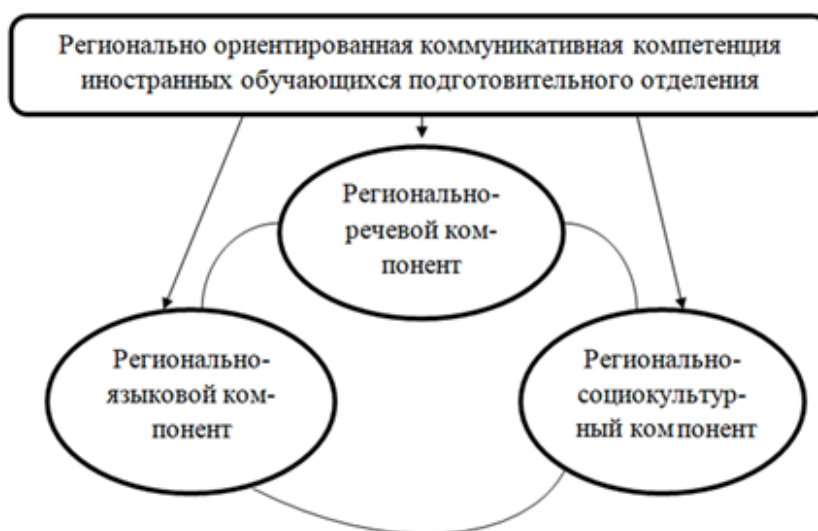 Регионально ориентированная коммуникативная компетенция
иностранных обучающихся подготовительного отделения
Регионально-
речевой ком-
понент
Регионально-
языковой ком-
понент
Регионально-
социокультур-
ный компонент